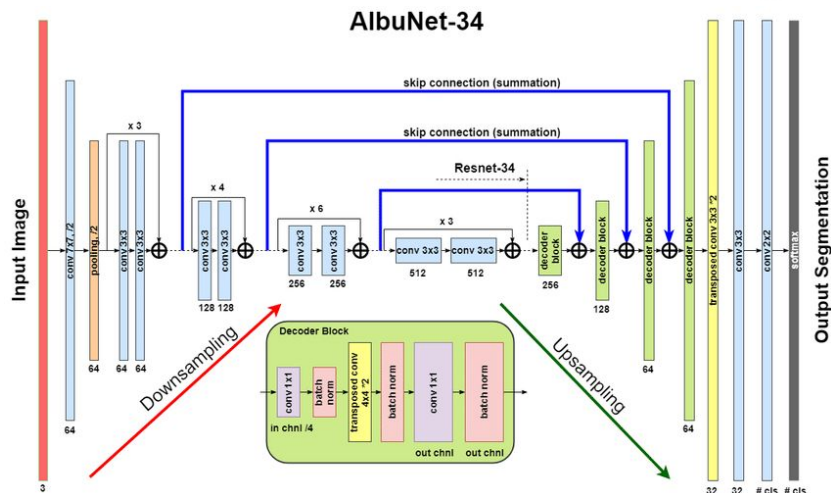 AlbuNet-34
skip connection (summation)
skip connection (summation)
x 3
x 4
x 6
x 3
Resnet-34
Input Image
conv 7x7, /2
pooling, /2
conv 3x3
conv 3x3
conv 3x3
conv 3x3
conv 3x3
conv 3x3
conv 3x3
conv 3x3
decoder block
decoder block
decoder block
decoder block
transposed conv 3x3 *2
conv 3x3
conv 2x2
softmax
Output Segmentation
3
64
64
64
64
128
128
256
256
512
512
256
128
64
64
32
32
# cls
# cls
Downsampling
Upsampling
Decoder Block
conv 1x1
batch norm
transposed conv
4x4 *2
batch norm
conv 1x1
batch norm
in chnl /4
out chnl
out chnl